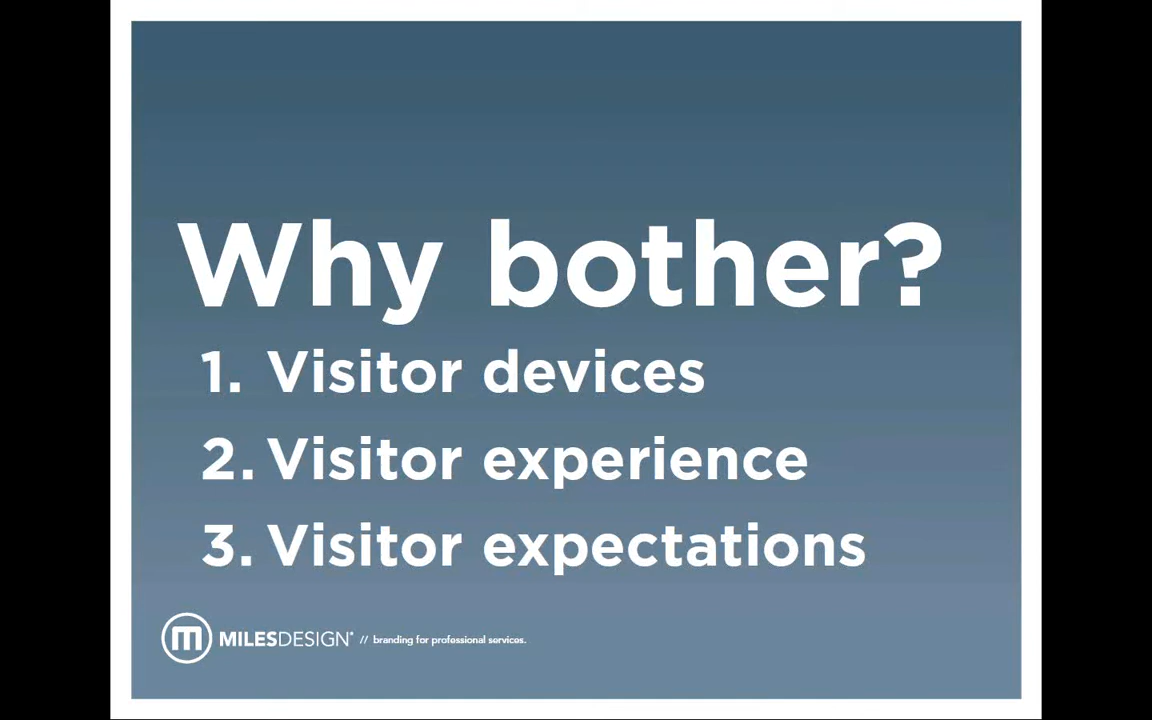 Why bother?
1. Visitor devices
2. Visitor experience
3. Visitor expectations
m MILESDESIGN® // branding for professional services.